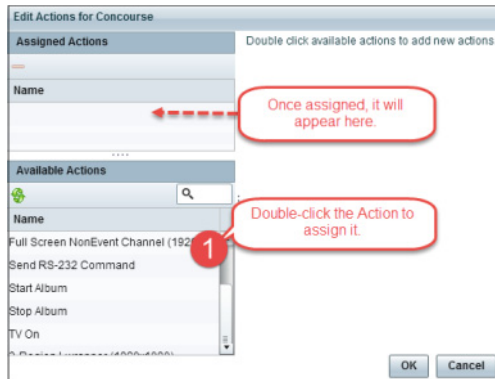 Edit Actions for Concourse
Assigned Actions
Double click available actions to add new actions
Name
Once assigned, it will
appear here.
Available Actions
Name
Double-click the Action to
assign it.
1
Full Screen NonEvent Channel (192
Send RS-232 Command
Start Album
Stop Album
TV On
OK
Cancel